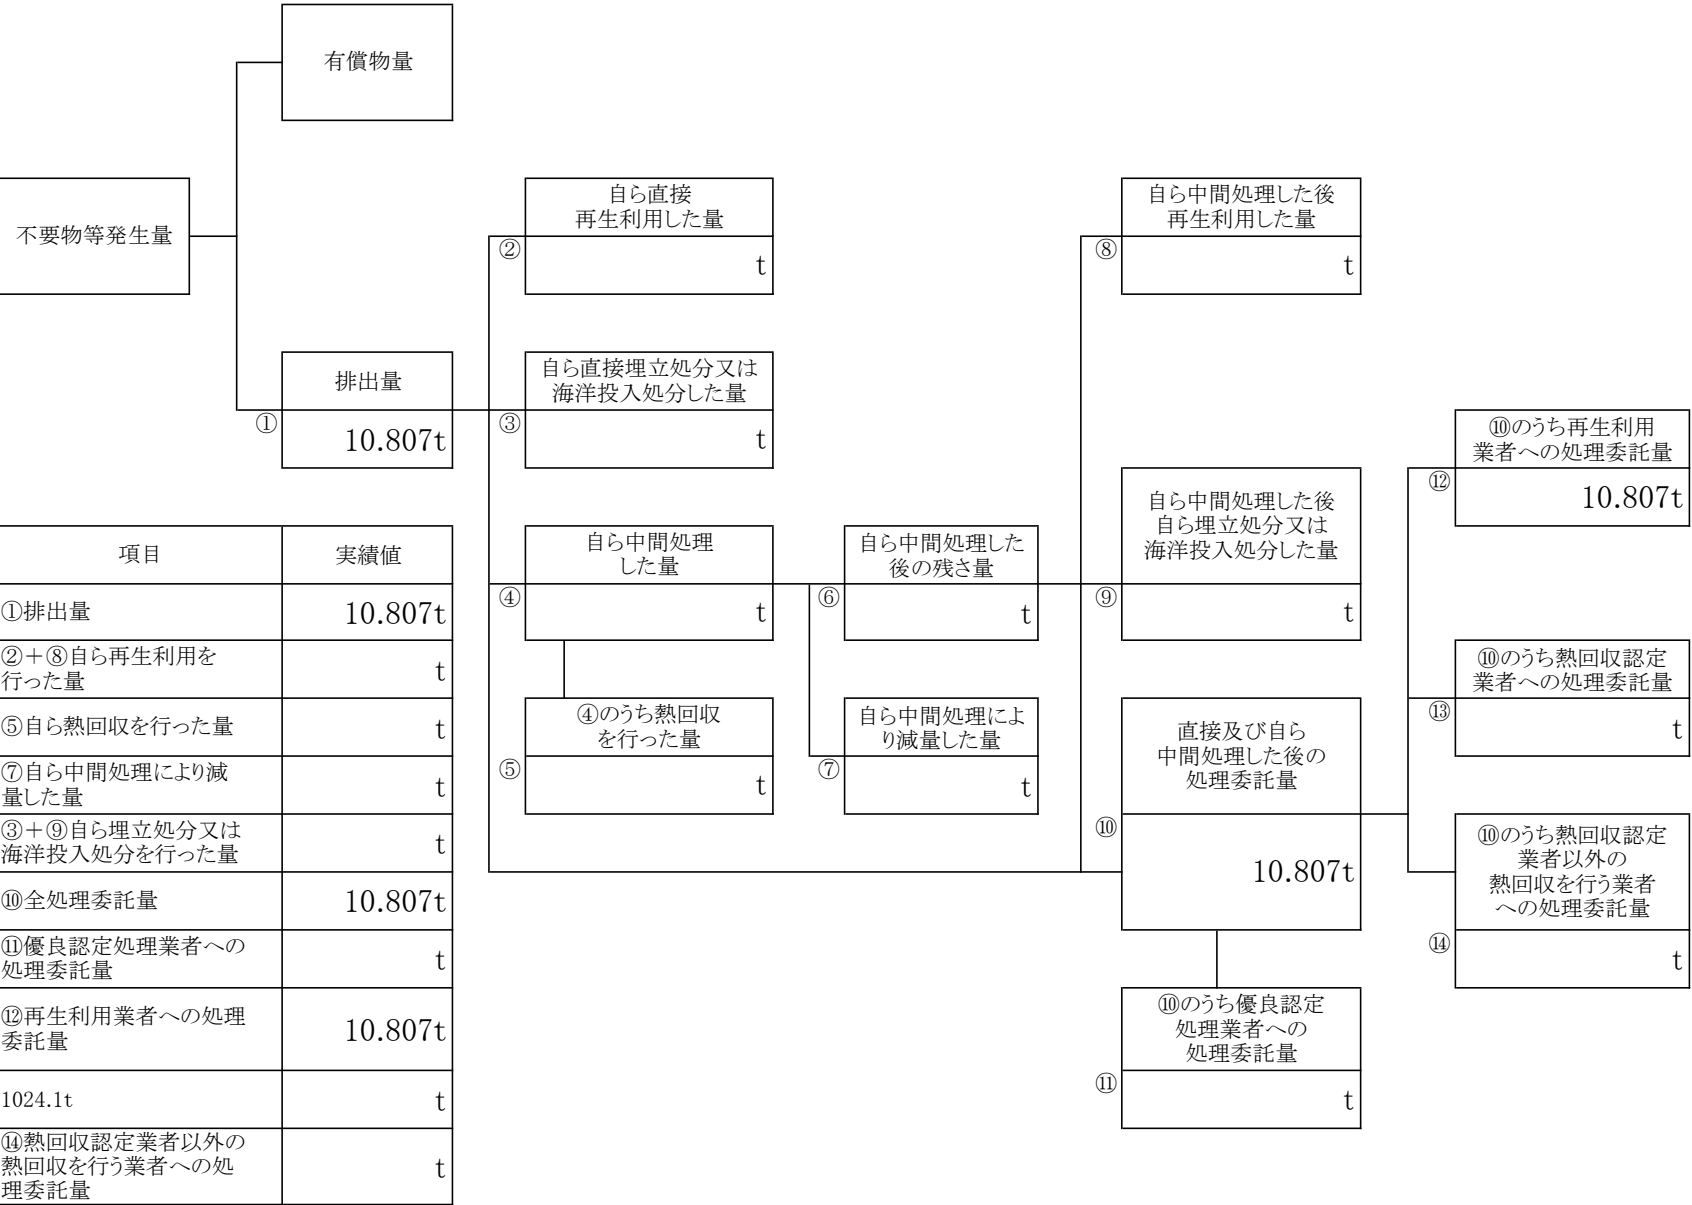 有償物量
不要物等発生量
自ら直接
再生利用した量
②
t
自ら中間処理した後
再生利用した量
⑧
t
排出量
①
10.807t
自ら直接埋立処分又は
海洋投入処分した量
③
t
⑩のうち再生利用
業者への処理委託量
⑫
10.807t
自ら中間処理
した量
④
t
自ら中間処理した
後の残さ量
⑥
t
自ら中間処理した後
自ら埋立処分又は
海洋投入処分した量
⑨
t
④のうち熱回収
を行った量
⑤
t
自ら中間処理によ
り減量した量
⑦
t
直接及び自ら
中間処理した後の
処理委託量
⑩
10.807t
⑩のうち熱回収認定
業者への処理委託量
⑬
t
⑩のうち熱回収認定
業者以外の
熱回収を行う業者
への処理委託量
⑭
t
⑩のうち優良認定
処理業者への
処理委託量
⑪
t
項目 実績値
①排出量 10.807t
②＋⑧自ら再生利用を
行った量
t
⑤自ら熱回収を行った量 t
⑦自ら中間処理により減
量した量
t
③＋⑨自ら埋立処分又は
海洋投入処分を行った量
t
⑩全処理委託量 10.807t
⑪優良認定処理業者への
処理委託量
t
⑫再生利用業者への処理
委託量
10.807t
1024.1t t
⑭熱回収認定業者以外の
熱回収を行う業者への処
理委託量
t